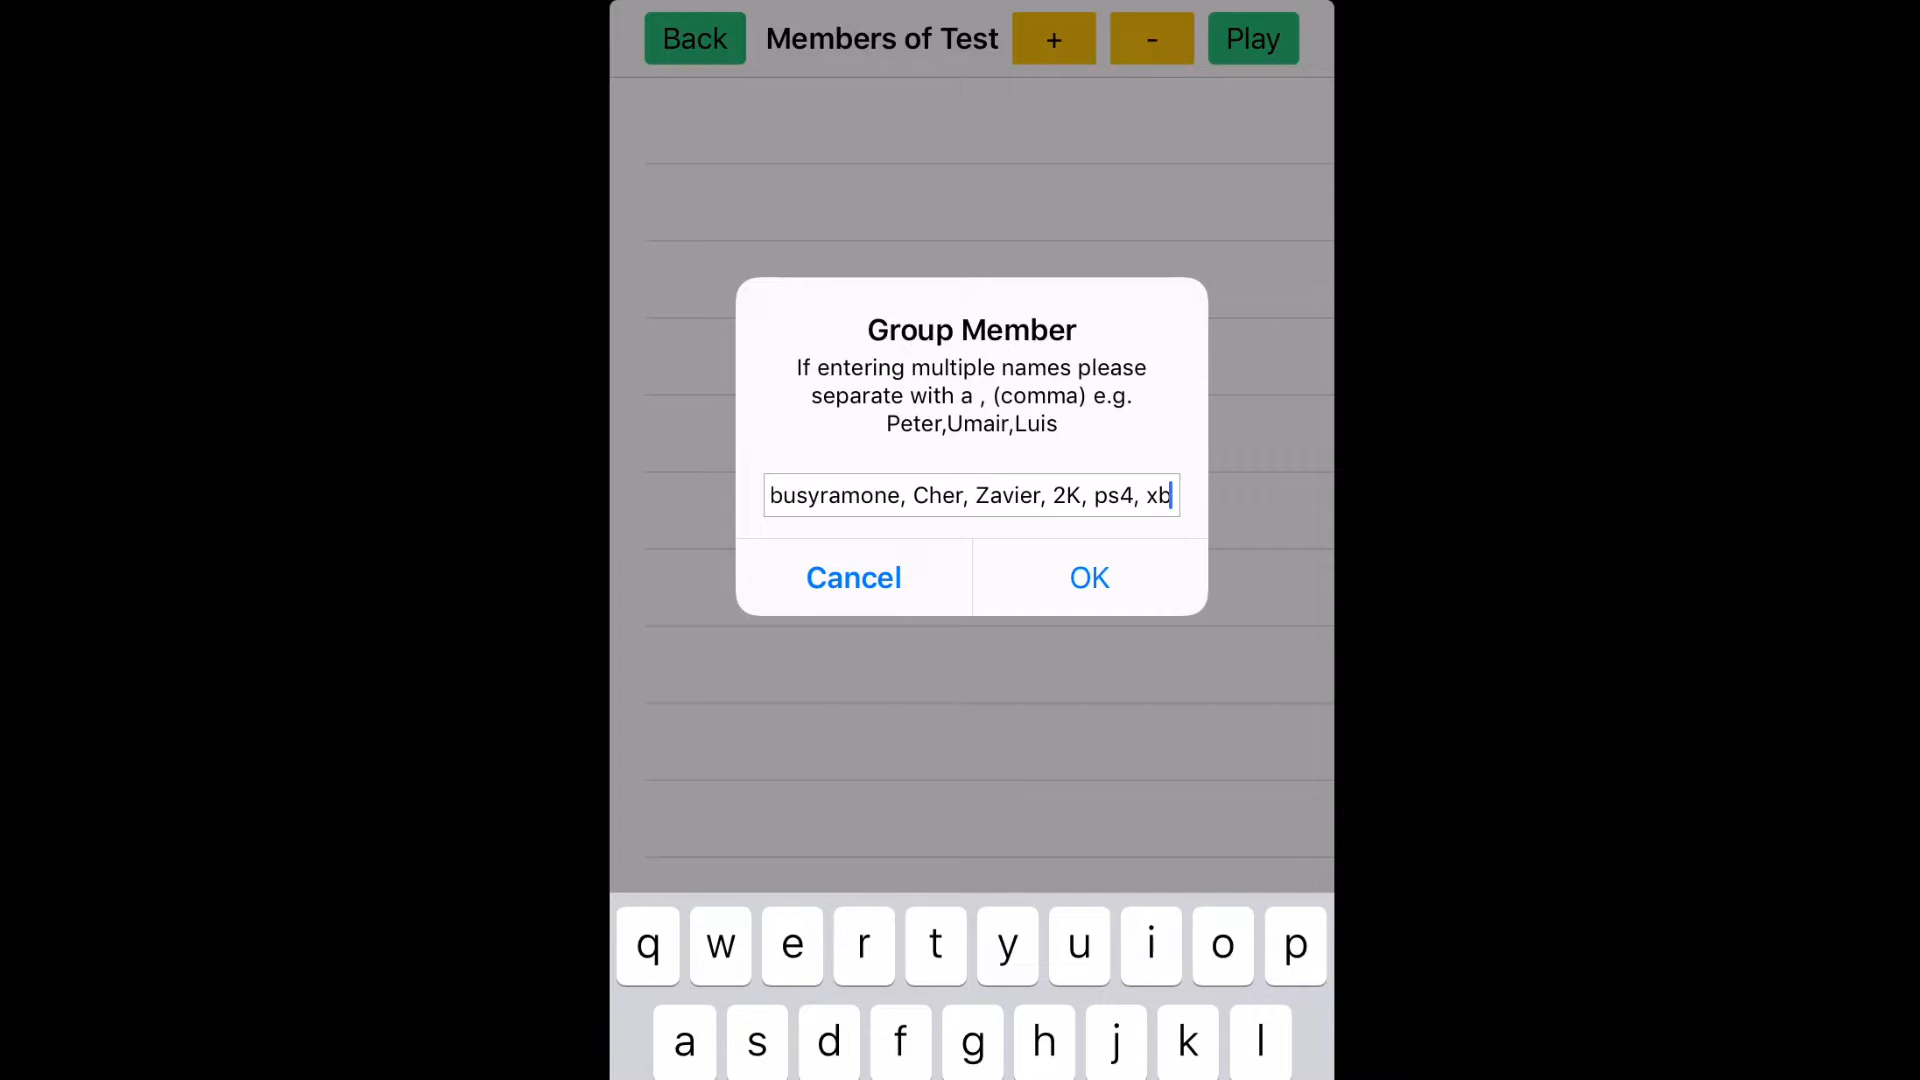 Back Members of Test + - Play
Group Member
If entering multiple names please
separate with a , (comma) e.g.
Peter,Umair,Luis
busyramone, Cher, Zavier, 2K, ps4, xb
Cancel OK
q w e r t y u i o p
a s d f g h j k l